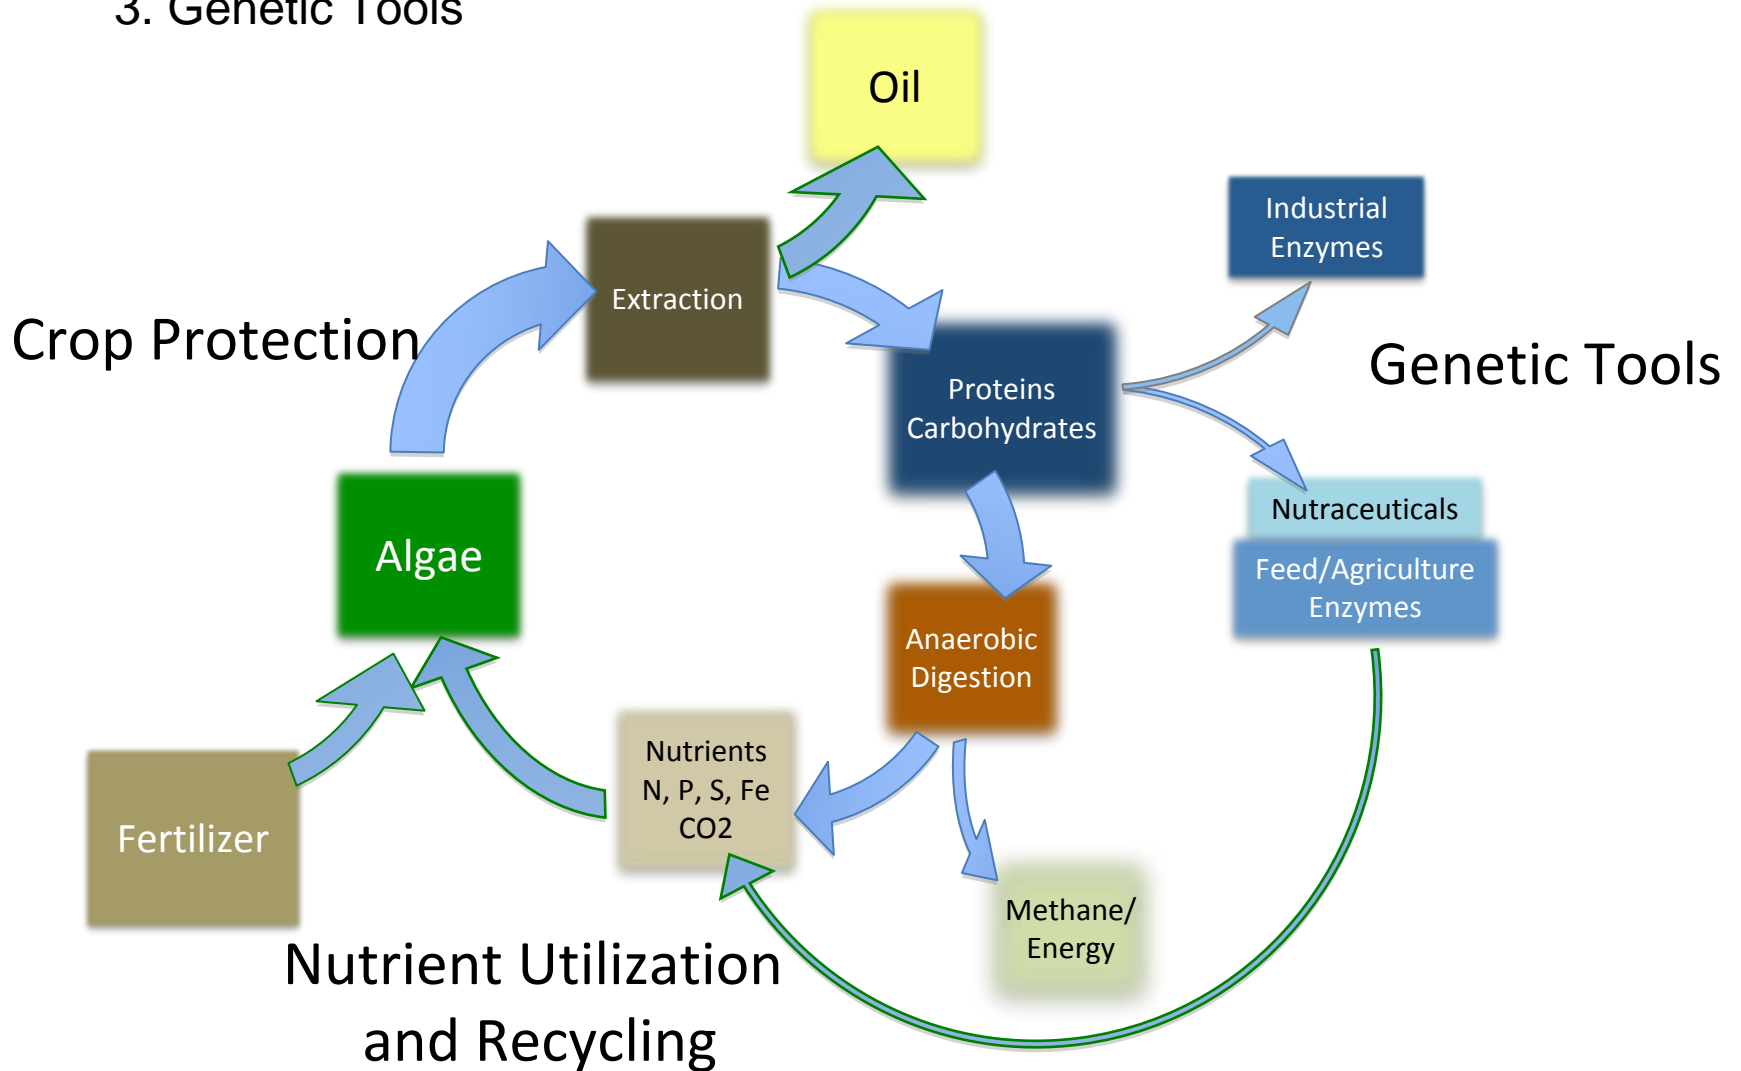 3. Genetic Tools
Oil
Industrial
Enzymes
Extraction
Crop Protection
Genetic Tools
Proteins
Carbohydrates
Nutraceuticals
Algae
Feed/Agriculture
Enzymes
Anaerobic
Digestion
Nutrients
N, P, S, Fe
CO2
Fertilizer
Methane/
Energy
Nutrient Utilization
and Recycling